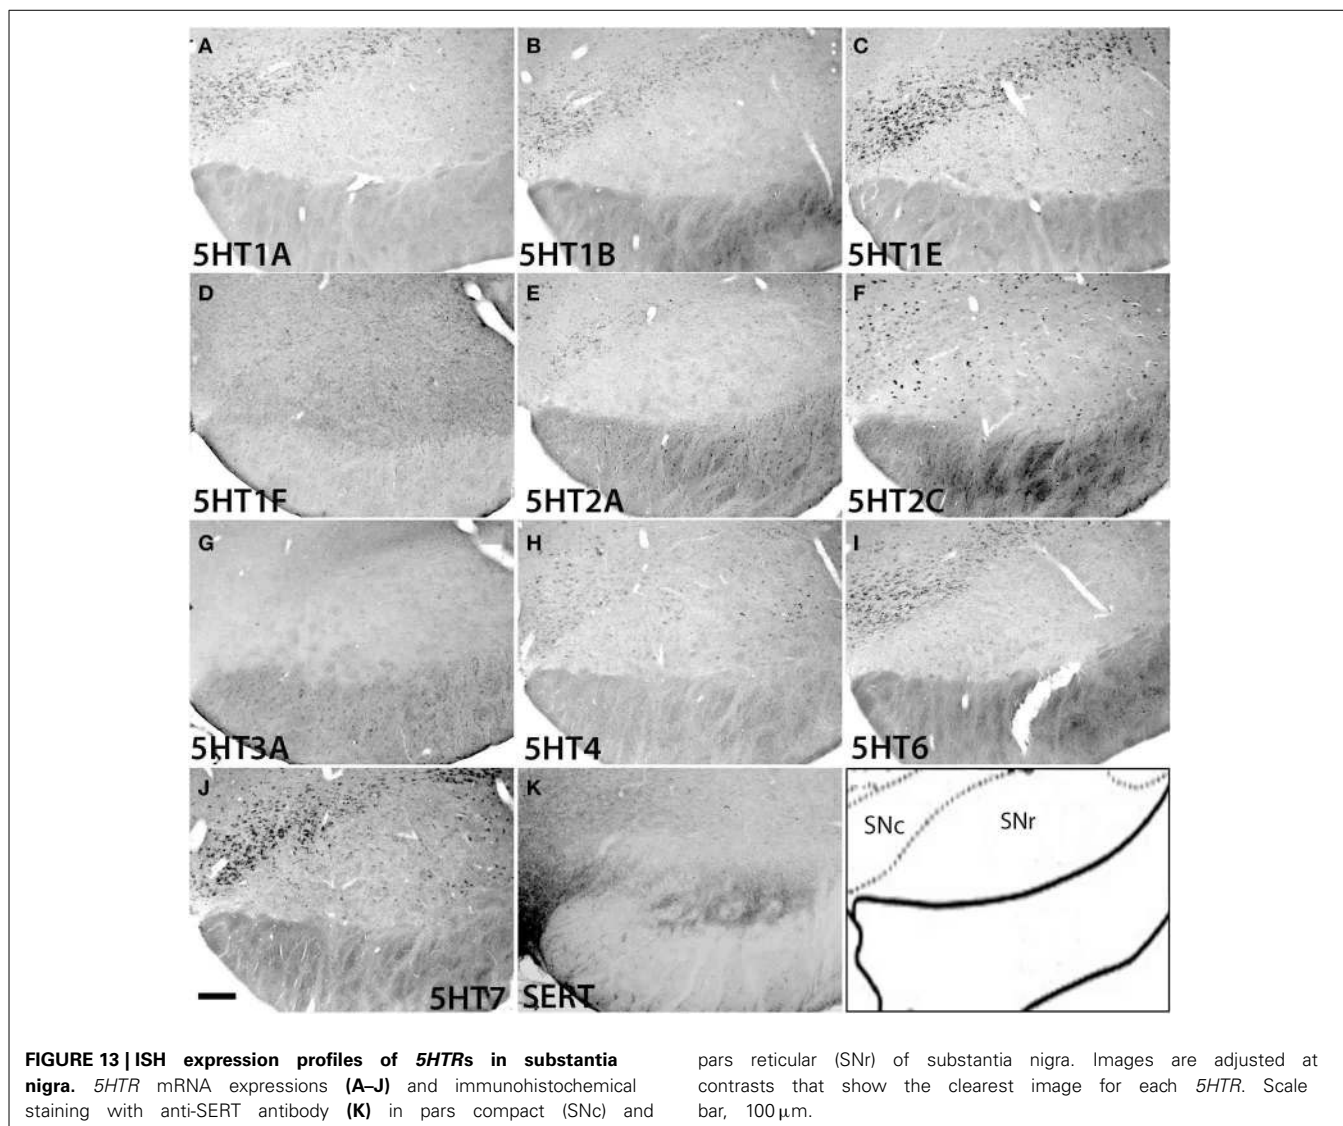 A
B
C
5HT1A
5HT1B
5HT1E
D
E
F
5HT1F
5HT2A
5HT2C
G
H
I
5HT3A
5HT4
5HT6
J
K
SNc
SNr
5HT7
SERT
FIGURE 13 | ISH expression profiles of 5HTRs in substantia
nigra. 5HTR mRNA expressions (A–J) and immunohistochemical
staining with anti-SERT antibody (K) in pars compact (SNc) and
pars reticular (SNr) of substantia nigra. Images are adjusted at
contrasts that show the clearest image for each 5HTR. Scale
bar, 100 μm.